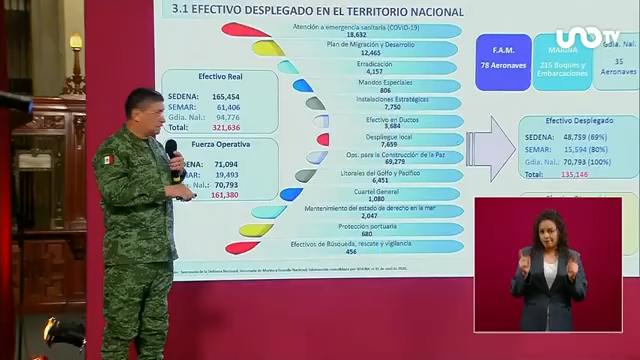 3.1 EFECTIVO DESPLEGADO EN EL TERRITORIO NACIONAL
UNO TV
Atención a emergencia sanitaria (COVID-19)
18,682
Plan de Migración y Desarrollo
12,465
Erradicación
4,157
Mandos Especiales
806
Instalaciones Estratégicas
7,750
Efectivo en Ductos
3,684
Despliegue local
7,659
Ops. para la Construcción de la Paz
69,279
Litorales del Golfo y Pacífico
6,451
Cuartel General
1,080
Mantenimiento del estado de derecho en la mar
2,047
Protección portuaria
680
Efectivos de Búsqueda, rescate y vigilancia
456
Efectivo Real
SEDENA: 165,454
SEMAR: 61,406
Gdia. Nal.: 94,776
Total: 321,636
Fuerza Operativa
71,094
19,493
70,793
161,380
F.A.M.
78 Aeronaves
MARINA
215 Buques y
Embarcaciones
Gdia. Nal.
35
Aeronaves
Efectivo Desplegado
SEDENA: 48,759 (69%)
SEMAR: 15,594 (80%)
Gdia. Nal.: 70,793 (100%)
135,146